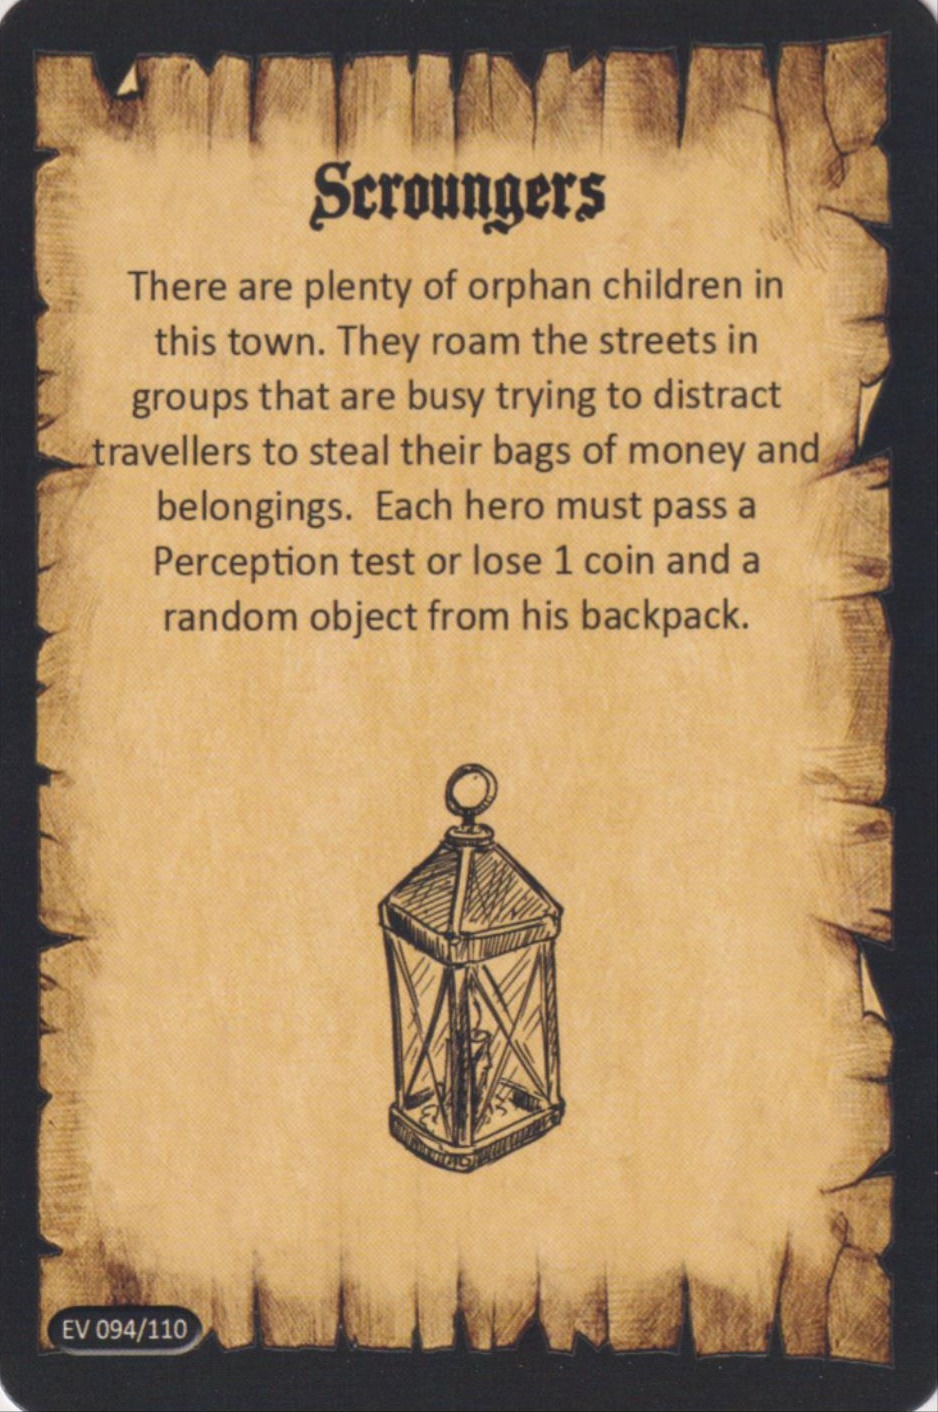 Scroungers
There are plenty of orphan children in
this town. They roam the streets in
groups that are busy trying to distract
travellers to steal their bags of money and
belongings.  Each hero must pass a
Perception test or lose 1 coin and a
random object from his backpack.
EV 094/110